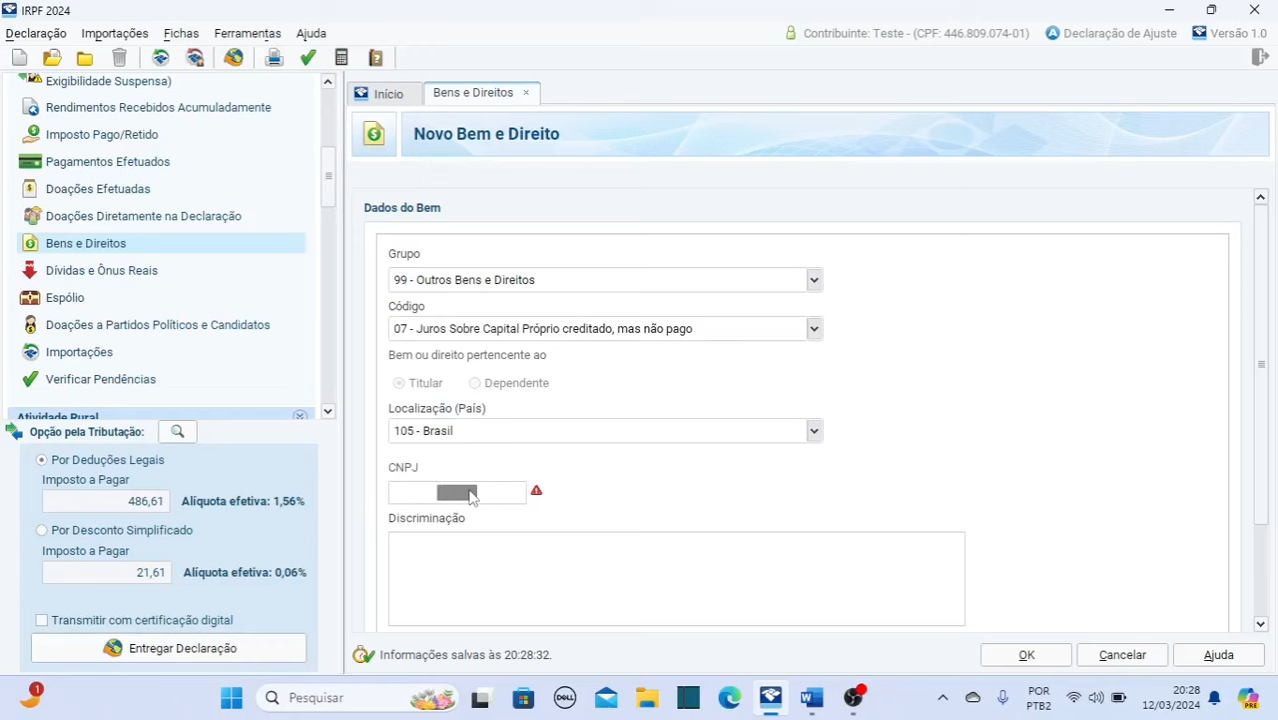 IRPF 2024
Declaração Importações Fichas Ferramentas Ajuda
Contribuinte: Teste - (CPF: 446.809.074-01) Declaração de Ajuste Versão 1.0
Exigibilidade Suspensa)
Rendimentos Recebidos Acumuladamente
Imposto Pago/Retido
Pagamentos Efetuados
Doações Efetuadas
Doações Diretamente na Declaração
Bens e Direitos
Dívidas e Ônus Reais
Espólio
Doações a Partidos Políticos e Candidatos
Importações
Verificar Pendências
Atividade Rural
Opção pela Tributação:
Por Deduções Legais
Imposto a Pagar
486,61 Alíquota efetiva: 1,56%
Por Desconto Simplificado
Imposto a Pagar
21,61 Alíquota efetiva: 0,06%
Transmitir com certificação digital
Entregar Declaração
Início Bens e Direitos ×
Novo Bem e Direito
Dados do Bem
Grupo
99 - Outros Bens e Direitos
Código
07 - Juros Sobre Capital Próprio creditado, mas não pago
Bem ou direito pertencente ao
Titular Dependente
Localização (País)
105 - Brasil
CNPJ
Discriminação
Informações salvas às 20:28:32.
OK Cancelar Ajuda
1 Pesquisar DELL W POR 20:28 PRE
PTB2 12/03/2024